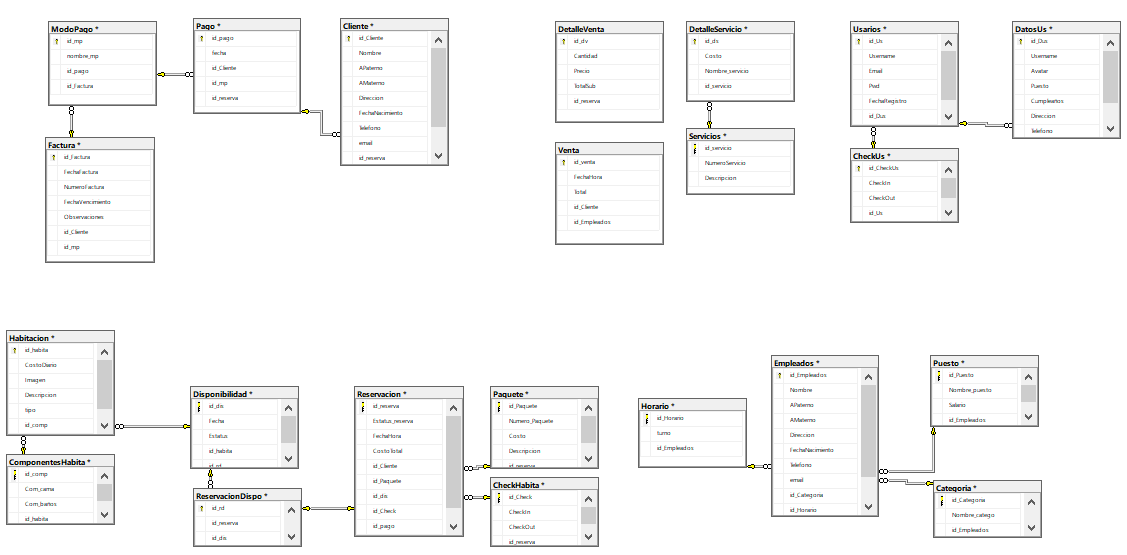 ModoPago *
id_mp
nombre_mp
id_pago
id_Factura
Pago *
id_pago
fecha
id_Cliente
id_mp
id_reserva
Cliente *
id_Cliente
Nombre
APaterno
AMaterno
Direccion
FechaNacimento
Telefono
email
id_reserva
Factura *
id_Factura
FechaFactura
NumeroFactura
FechaVencimento
Observaciones
id_Cliente
id_mp
DetalleVenta
id_dv
Cantidad
Precio
TotalSub
id_reserva
Venta
id_venta
FechaHora
Total
id_Cliente
id_Empleados
DetalleServicio *
id_ds
Costo
Nombre_servicio
id_servicio
Servicios *
id_servicio
NumeroServicio
Descripcion
Usarios *
id_Us
Username
Email
Pwd
FechaRegistro
id_Dus
DatosUs *
id_Dus
Username
Avatar
Puesto
Cumpleaños
Direccion
Telefono
CheckUs *
id_CheckUs
CheckIn
CheckOut
id_Us
Habitacion *
id_habita
CostoDiario
Imagen
Descripcion
tipo
id_comp
ComponentesHabita *
id_comp
Com_cama
Com_baños
id_habita
Disponibilidad *
id_dis
Fecha
Estatus
id_habita
id_rd
ReservacionDispo *
id_rd
id_reserva
id_dis
Reservacion *
id_reserva
Estatus_reserva
FechaHora
CostoTotal
id_Cliente
id_Paquete
id_dis
id_Check
id_pago
Paquete *
id_Paquete
Numero_Paquete
Costo
Descripcion
id_reserva
CheckHabita *
id_Check
CheckIn
CheckOut
id_reserva
Horario *
id_Horario
turno
id_Empleados
Empleados *
id_Empleados
Nombre
APaterno
AMaterno
Direccion
FechaNacimento
Telefono
email
id_Categoria
id_Horario
Puesto *
id_Puesto
Nombre_puesto
Salario
id_Empleados
Categoria *
id_Categoria
Nombre_catego
id_Empleados